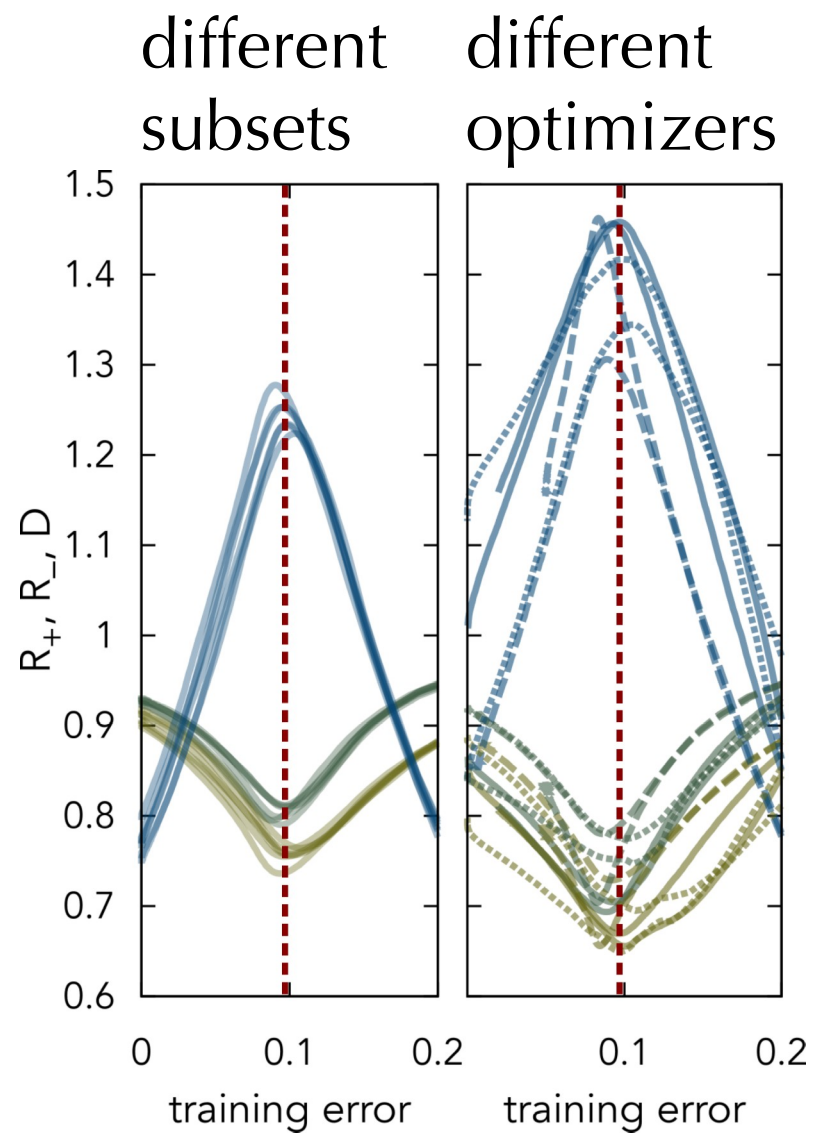 different
subsets
different
optimizers
1.5
1.4
1.3
1.2
1.1
1
0.9
0.8
0.7
0.6
R+, R−, D
0 0.1 0.2
0.1 0.2
training error
training error